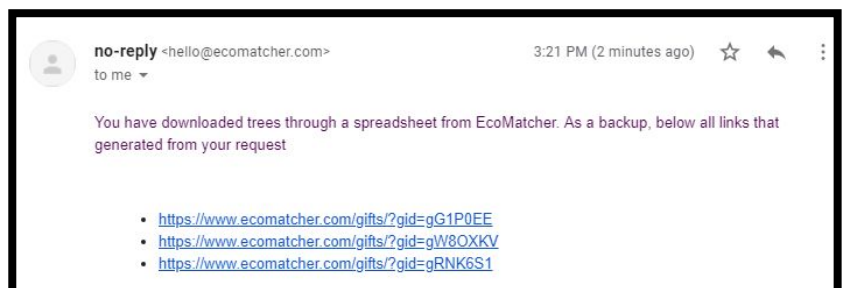 no-reply <hello@ecomatcher.com> 3:21 PM (2 minutes ago)
to me
You have downloaded trees through a spreadsheet from EcoMatcher. As a backup, below all links that
generated from your request
• https://www.ecomatcher.com/gifts/?gid=gG1P0EE
• https://www.ecomatcher.com/gifts/?gid=gW8OXKV
• https://www.ecomatcher.com/gifts/?gid=gRNK6S1